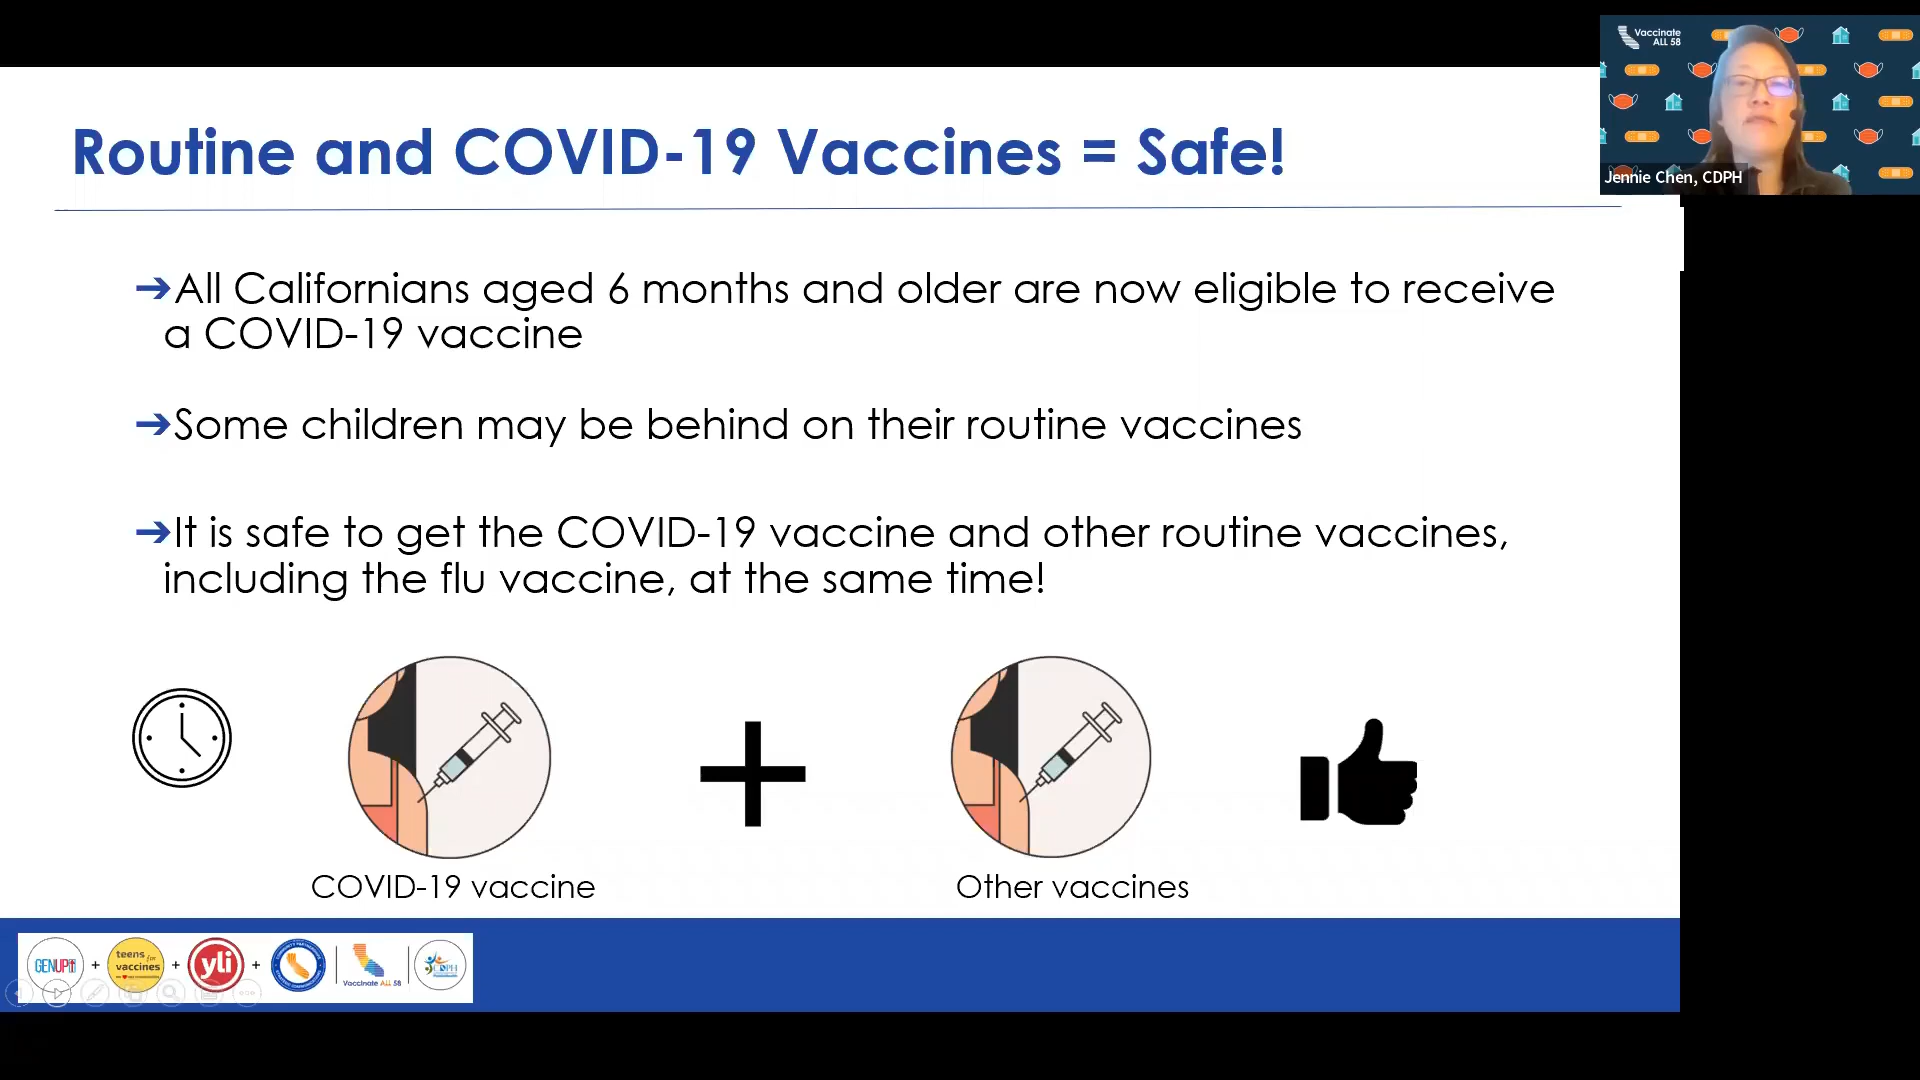 Vaccinate
ALL 58
Jennie Chen, CDPH
Routine and COVID-19 Vaccines = Safe!
➔All Californians aged 6 months and older are now eligible to receive
a COVID-19 vaccine
➔Some children may be behind on their routine vaccines
➔It is safe to get the COVID-19 vaccine and other routine vaccines,
including the flu vaccine, at the same time!
COVID-19 vaccine
Other vaccines
GENUP
+
teens for
vaccines
+
yli
+
Vaccinate ALL 58
CDPH